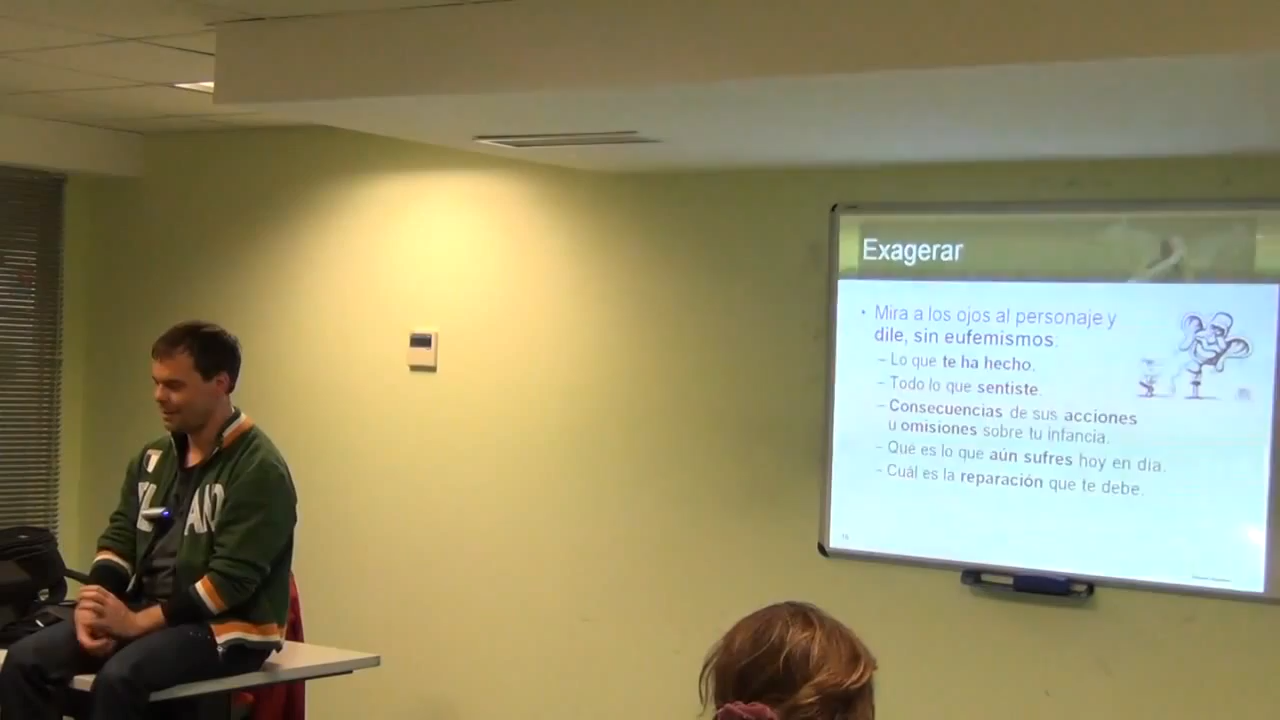 Exagerar
• Mira a los ojos al personaje y
dile, sin eufemismos:
– Lo que te ha hecho.
– Todo lo que sentiste.
– Consecuencias de sus acciones
u omisiones sobre tu infancia.
– Qué es lo que aún sufres hoy en día.
– Cuál es la reparación que te debe.